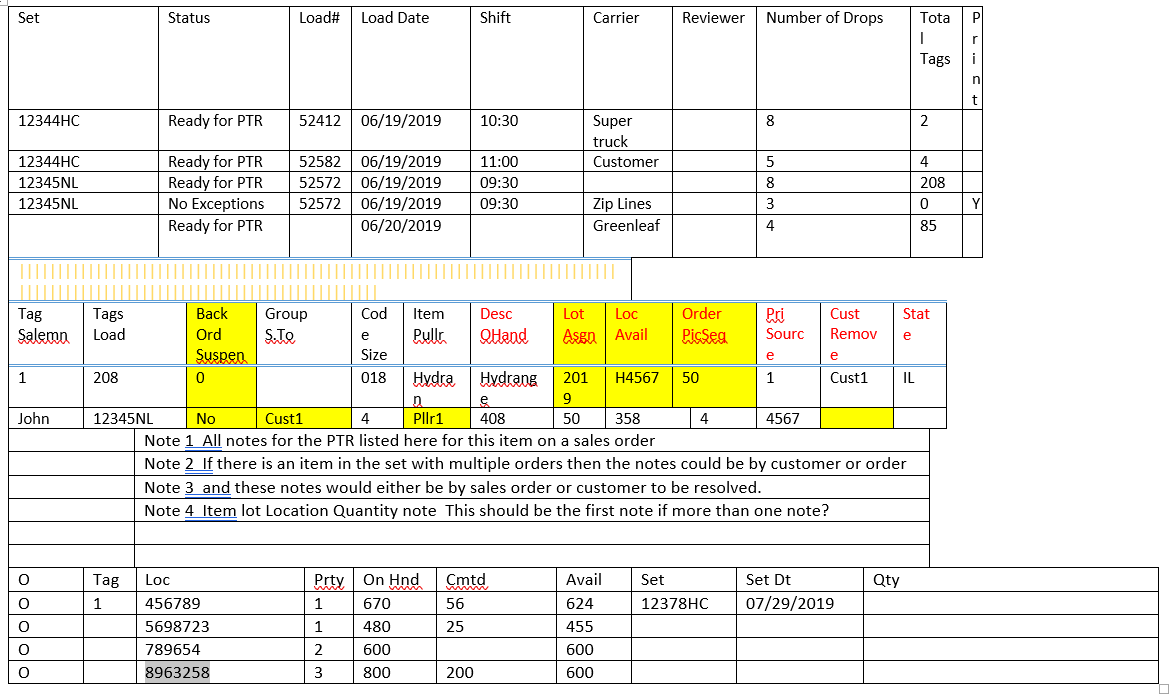 Set Status Load# Load Date Shift Carrier Reviewer Number of Drops Tota
l
Tags P
r
i
n
t
12344HC Ready for PTR 52412 06/19/2019 10:30 Super
truck 8 2
12344HC Ready for PTR 52582 06/19/2019 11:00 Customer 5 4
12345NL Ready for PTR 52572 06/19/2019 09:30 8 208
12345NL No Exceptions 52572 06/19/2019 09:30 Zip Lines 3 0 Y
Ready for PTR 06/20/2019 Greenleaf 4 85
Tag Tags Back Group Cod Item Desc Lot Loc Order Pri Cust Stat
Salemn Load Ord S.To e Pullr QHand Asgn Avail PicSeq Sourc Remov e
Suspen Size e e
1 208 0 018 Hydra Hydrang 201 H4567 50 1 Cust1 IL
n e 9
John 12345NL No Cust1 4 Pllr1 408 50 358 4 4567
Note 1 All notes for the PTR listed here for this item on a sales order
Note 2 If there is an item in the set with multiple orders then the notes could be by customer or order
Note 3 and these notes would either be by sales order or customer to be resolved.
Note 4 Item lot Location Quantity note This should be the first note if more than one note?
O Tag Loc Prty On Hnd Cmtd Avail Set Set Dt Qty
O 1 456789 1 670 56 624 12378HC 07/29/2019
O 5698723 1 480 25 455
O 789654 2 600 600
O 8963258 3 800 200 600